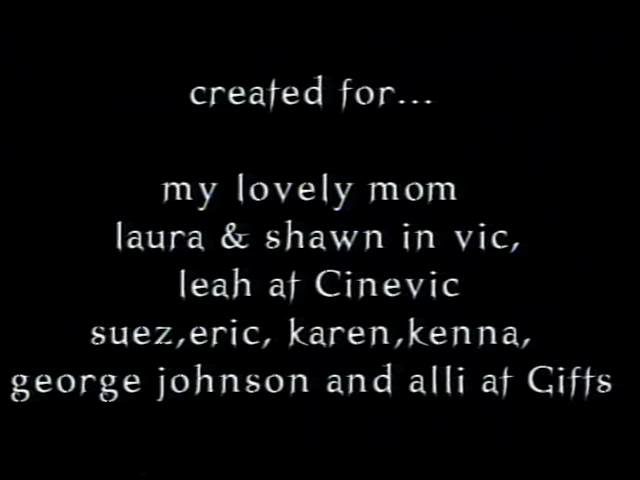 created for...
my lovely mom
laura & shawn in vic,
leah at Cinevic
suez,eric, karen,kenna,
george johnson and alli at Gifts